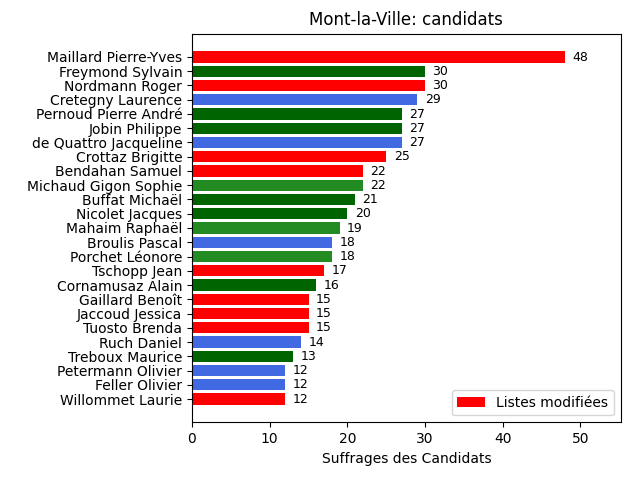 Mont-la-Ville: candidats
Maillard Pierre-Yves 48
Freymond Sylvain 30
Nordmann Roger 30
Cretegny Laurence 29
Pernoud Pierre André 27
Jobin Philippe 27
de Quattro Jacqueline 27
Crottaz Brigitte 25
Bendahan Samuel 22
Michaud Gigon Sophie 22
Buffat Michaël 21
Nicolet Jacques 20
Mahaim Raphaël 19
Broulis Pascal 18
Porchet Léonore 18
Tschopp Jean 17
Cornamusaz Alain 16
Gaillard Benoît 15
Jaccoud Jessica 15
Tuosto Brenda 15
Ruch Daniel 14
Treboux Maurice 13
Petermann Olivier 12
Feller Olivier 12
Willommet Laurie 12
Listes modifiées
0 10 20 30 40 50
Suffrages des Candidats